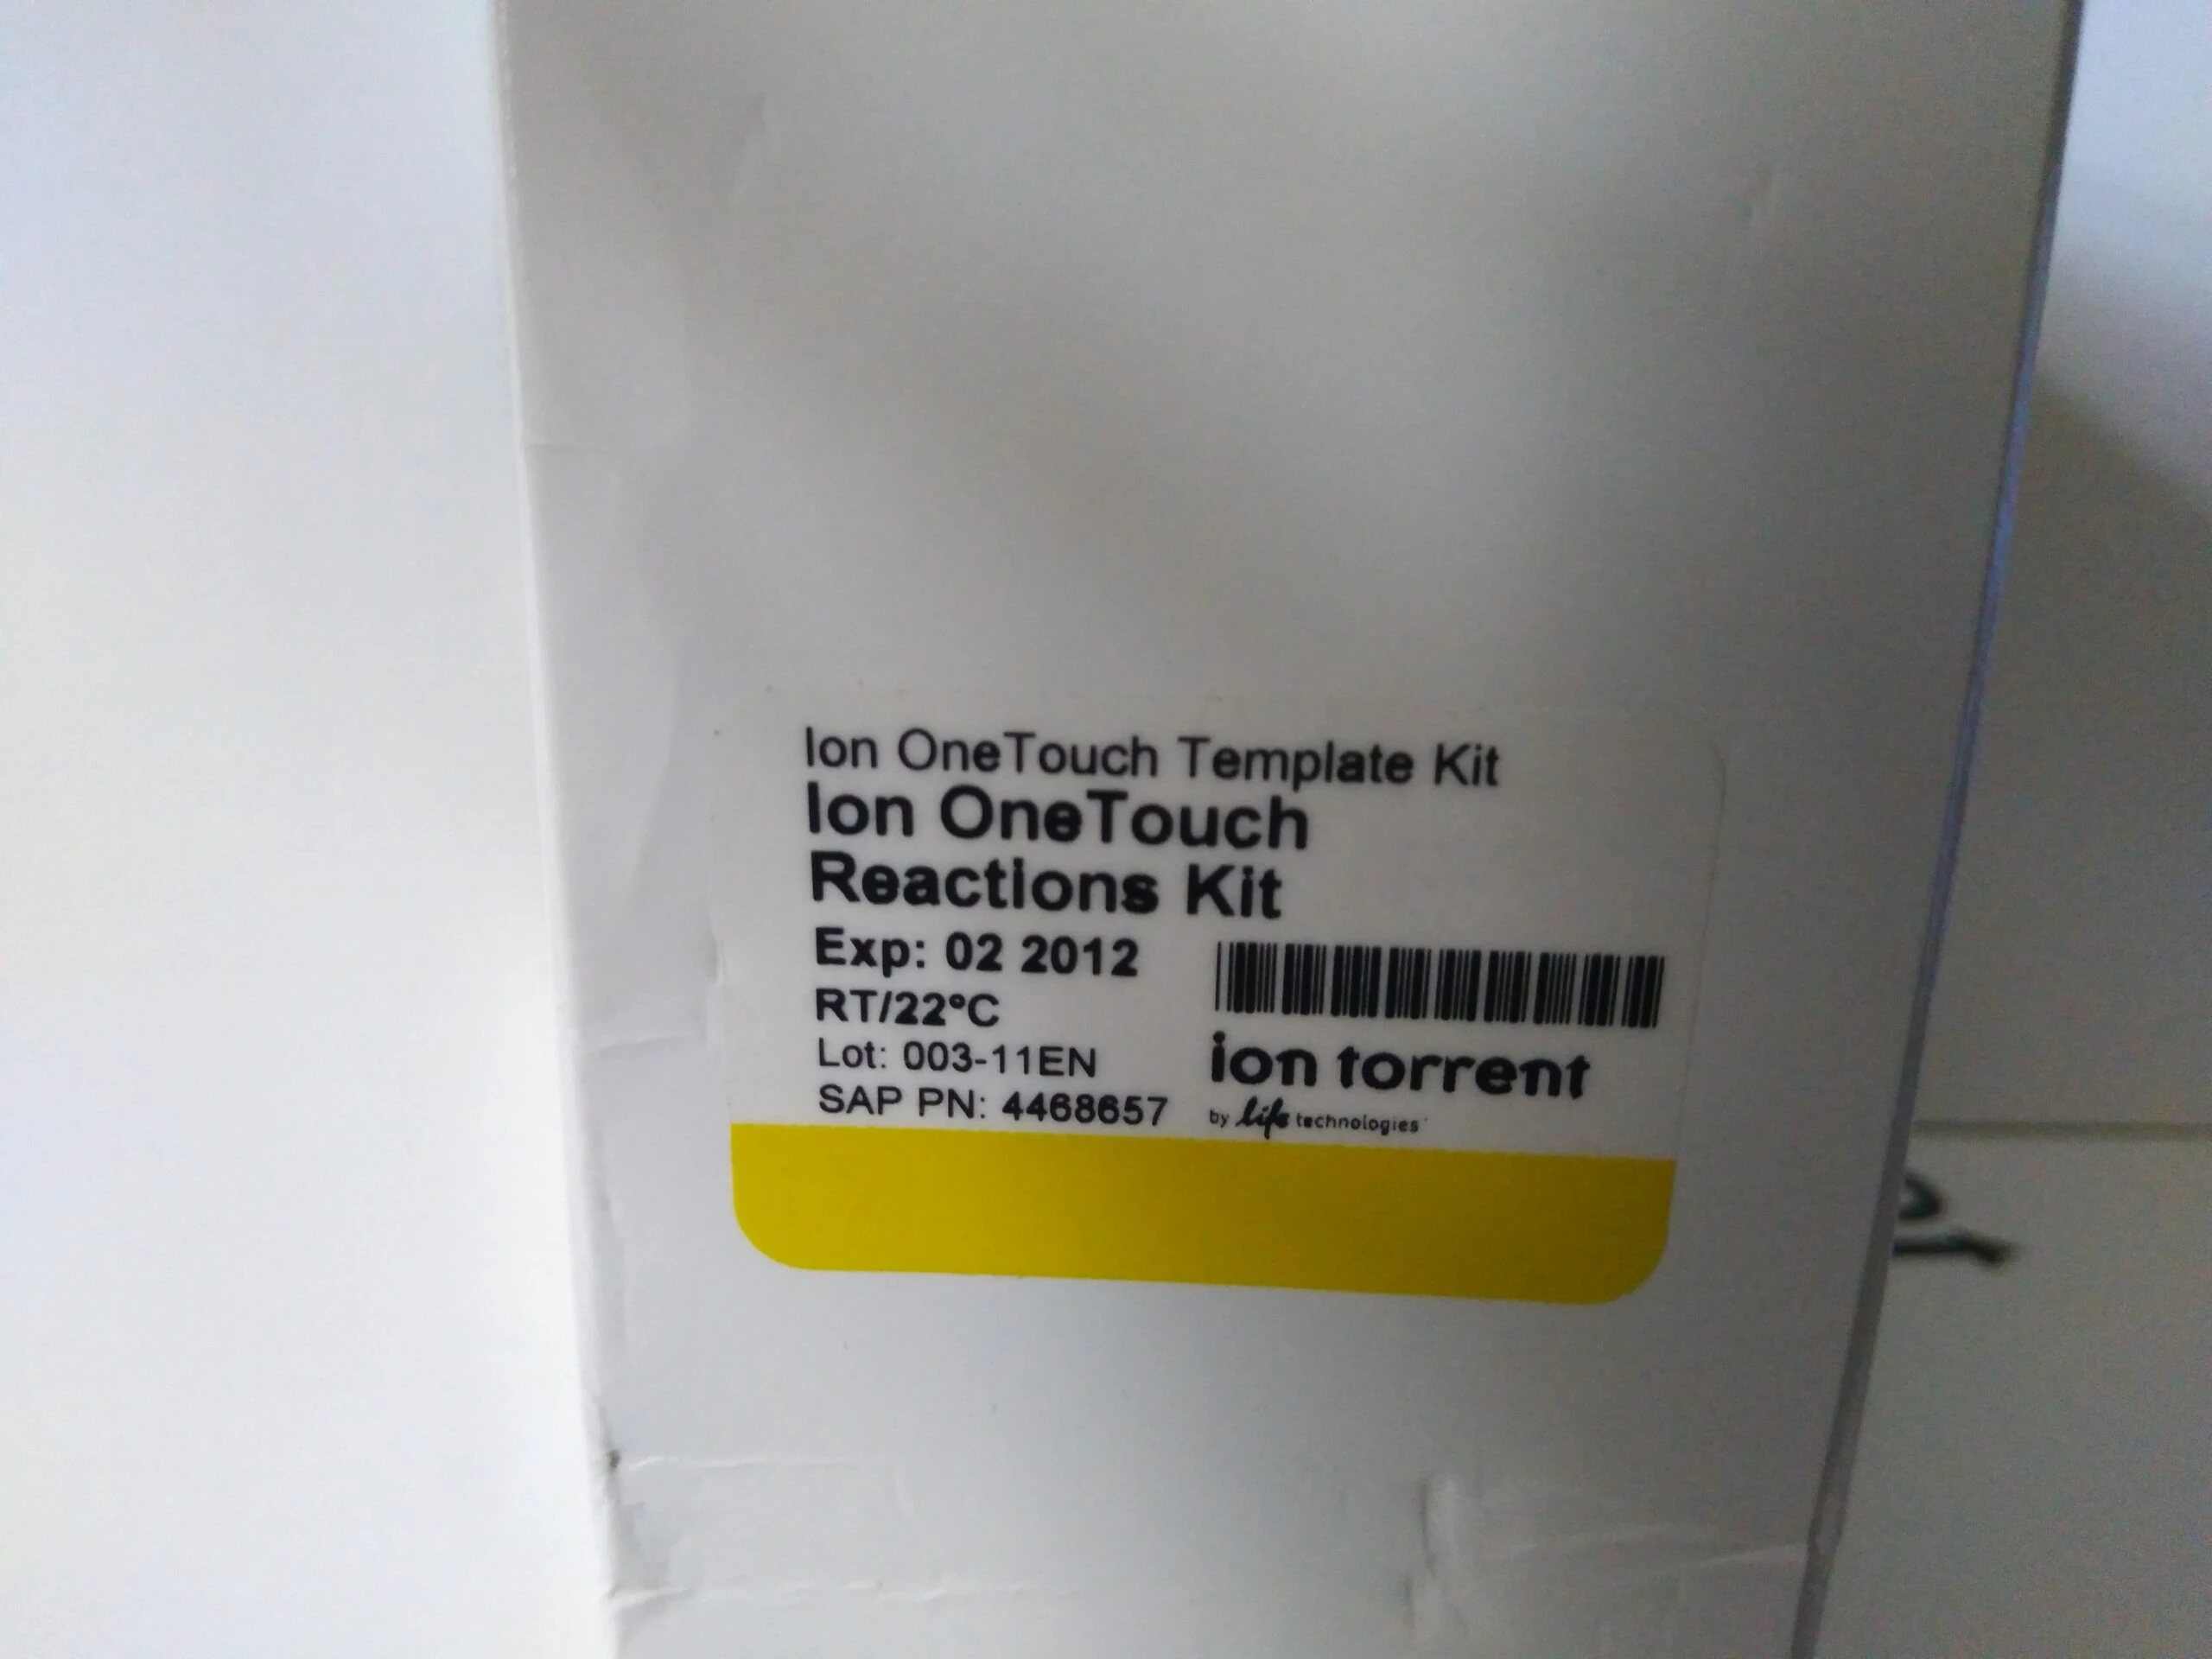 Ion OneTouch Template Kit
Ion OneTouch
Reactions Kit
Exp: 02 2012
RT/22°C
Lot: 003-11EN
SAP PN: 4468657
ion torrent
by life technologies